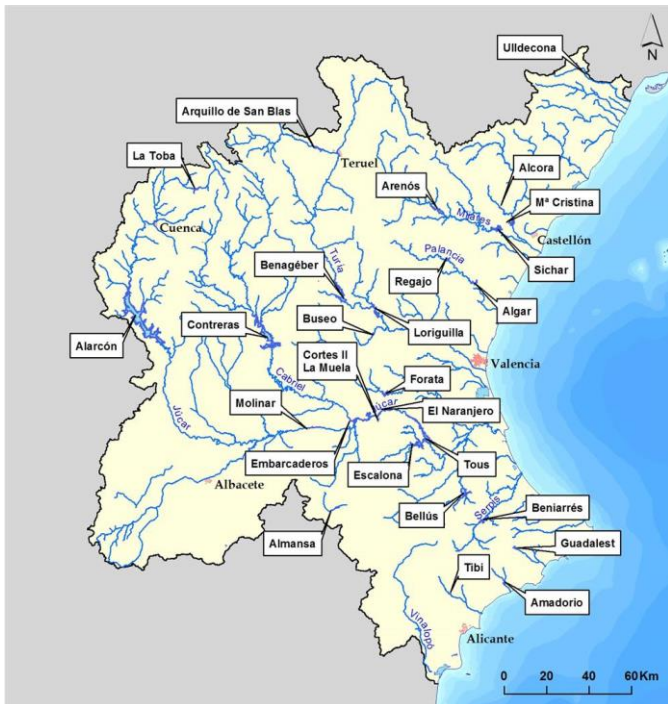 Ulldecona
N
Arquillo de San Blas
Teruel
La Toba
Alcora
Arenós
Mª Cristina
Mijares
Cuenca
Castellón
Palancia
Turia
Benagéber
Sichar
Regajo
Algar
Buseo
Loriguilla
Contreras
Alarcón
Cortes II
La Muela
Valencia
Cabriel
Forata
Molinar
Júcar
El Naranjero
Júcar
Embarcaderos
Escalona
Tous
Albacete
Bellús
Serpis
Beniarrés
Almansa
Guadalest
Tibi
Amadorio
Vinalopó
Alicante
0 20 40 60 Km